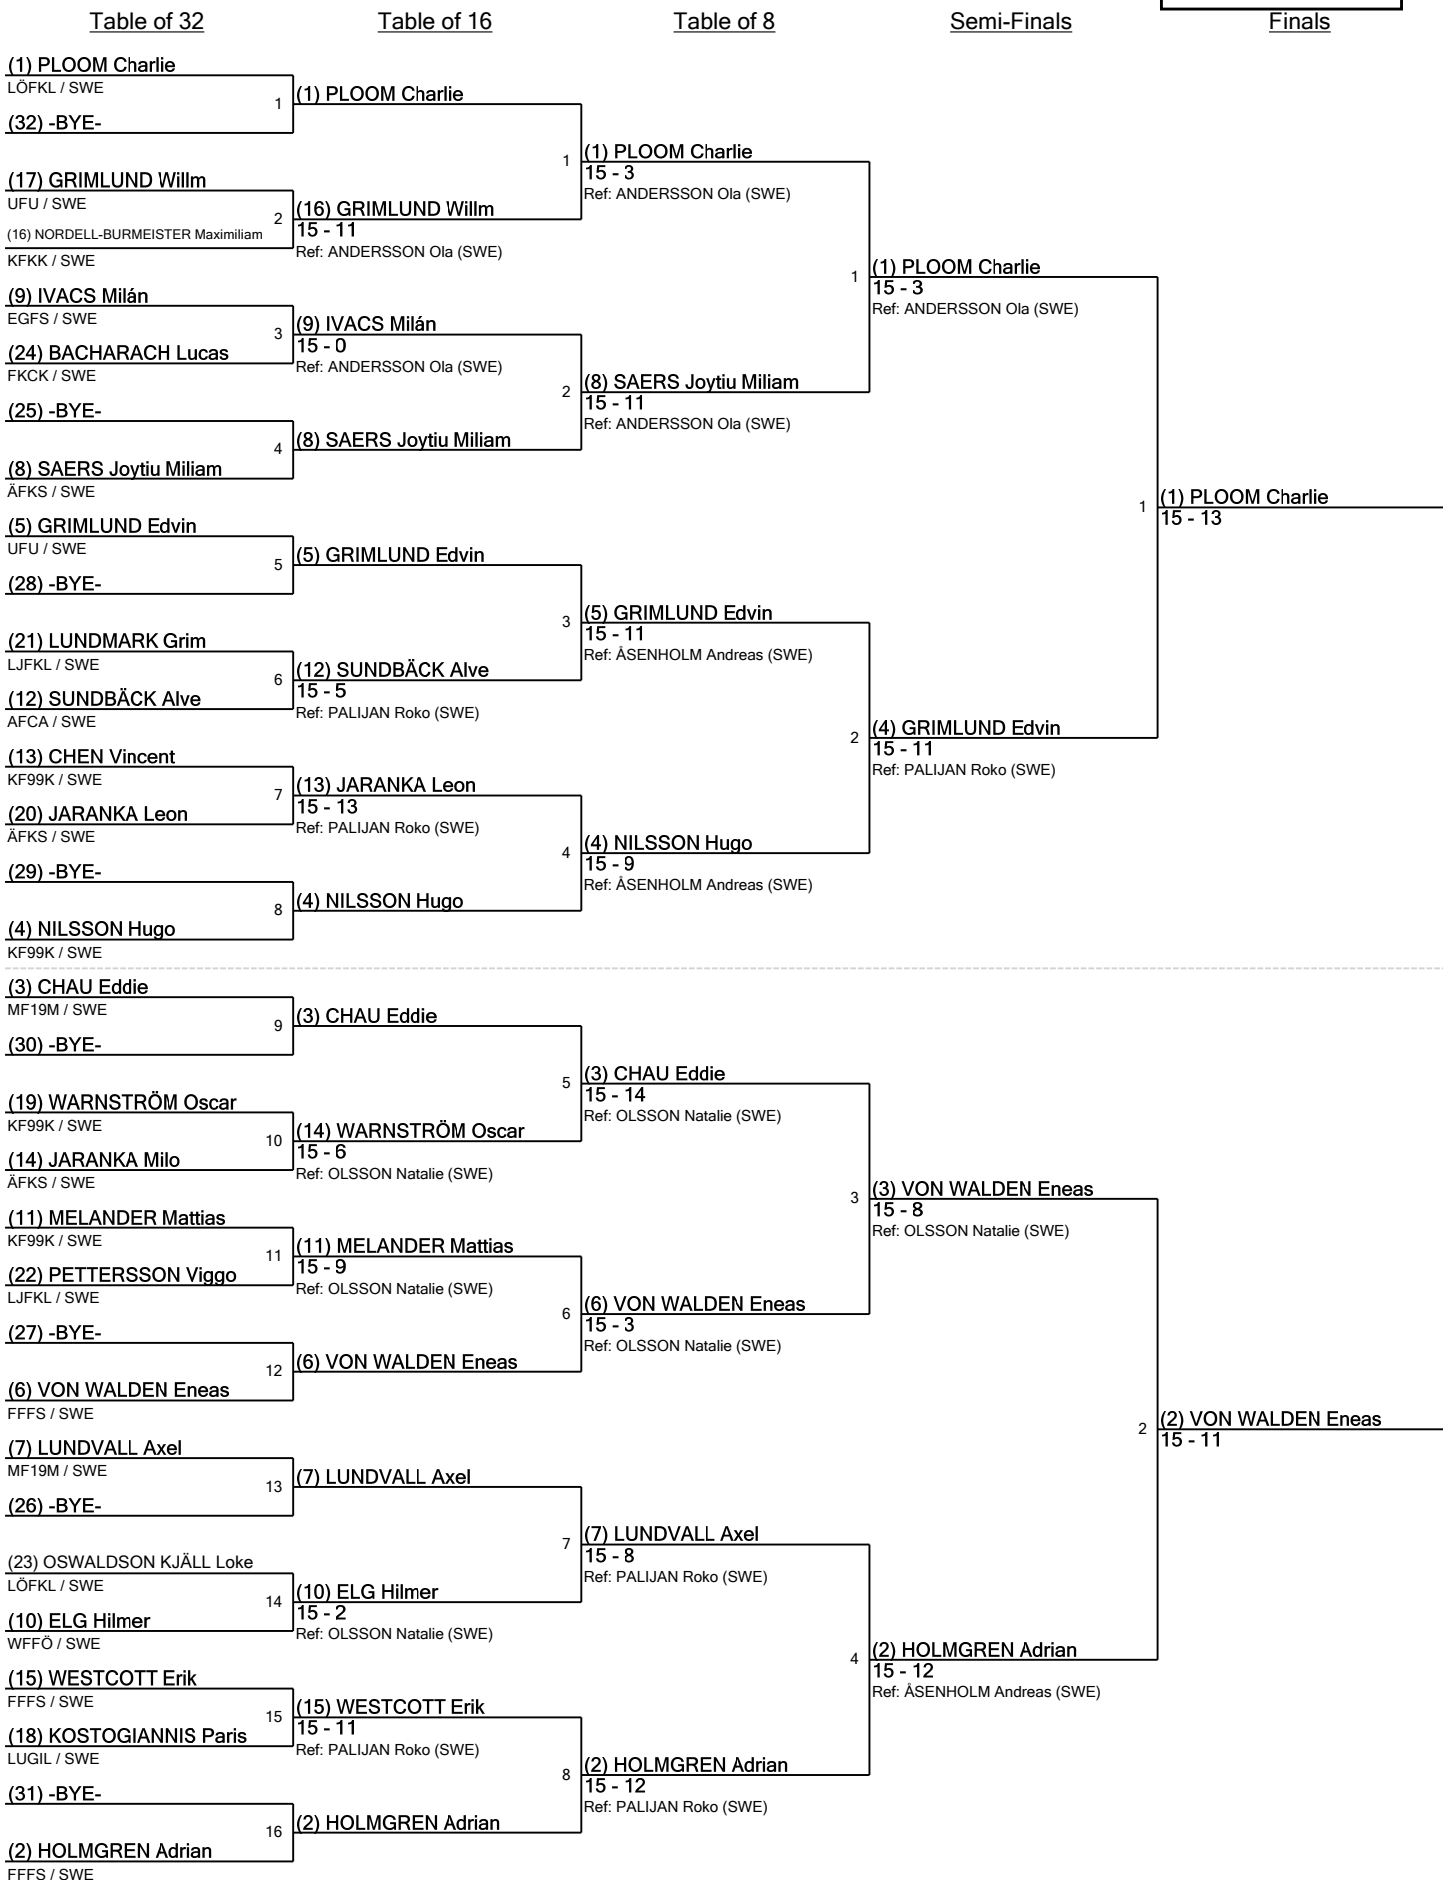 Table of 32
Table of 16
Table of 8
Semi-Finals
Finals
(1) PLOOM Charlie
LÖFKL / SWE
1
(32) -BYE-
(17) GRIMLUND Willm
UFU / SWE
2
(16) NORDELL-BURMEISTER Maximiliam
KFKK / SWE
(9) IVACS Milán
EGFS / SWE
3
(24) BACHARACH Lucas
FKCK / SWE
(25) -BYE-
4
(8) SAERS Joytiu Miliam
ÄFKS / SWE
(5) GRIMLUND Edvin
UFU / SWE
5
(28) -BYE-
(21) LUNDMARK Grim
LJFKL / SWE
6
(12) SUNDBÄCK Alve
AFCA / SWE
(13) CHEN Vincent
KF99K / SWE
7
(20) JARANKA Leon
ÄFKS / SWE
(29) -BYE-
8
(4) NILSSON Hugo
KF99K / SWE
(3) CHAU Eddie
MF19M / SWE
9
(30) -BYE-
(19) WARNSTRÖM Oscar
KF99K / SWE
10
(14) JARANKA Milo
ÄFKS / SWE
(11) MELANDER Mattias
KF99K / SWE
11
(22) PETTERSSON Viggo
LJFKL / SWE
(27) -BYE-
12
(6) VON WALDEN Eneas
FFFS / SWE
(7) LUNDVALL Axel
MF19M / SWE
13
(26) -BYE-
(23) OSWALDSON KJÄLL Loke
LÖFKL / SWE
14
(10) ELG Hilmer
WFFÖ / SWE
(15) WESTCOTT Erik
FFFS / SWE
15
(18) KOSTOGIANNIS Paris
LUGIL / SWE
(31) -BYE-
16
(2) HOLMGREN Adrian
FFFS / SWE
(1) PLOOM Charlie
1
(16) GRIMLUND Willm
15 - 11
Ref: ANDERSSON Ola (SWE)
(9) IVACS Milán
15 - 0
Ref: ANDERSSON Ola (SWE)
2
(8) SAERS Joytiu Miliam
(5) GRIMLUND Edvin
3
(12) SUNDBÄCK Alve
15 - 5
Ref: PALIJAN Roko (SWE)
(13) JARANKA Leon
15 - 13
Ref: PALIJAN Roko (SWE)
4
(4) NILSSON Hugo
(3) CHAU Eddie
5
(14) WARNSTRÖM Oscar
15 - 6
Ref: OLSSON Natalie (SWE)
(11) MELANDER Mattias
15 - 9
Ref: OLSSON Natalie (SWE)
6
(6) VON WALDEN Eneas
(7) LUNDVALL Axel
7
(10) ELG Hilmer
15 - 2
Ref: OLSSON Natalie (SWE)
(15) WESTCOTT Erik
15 - 11
Ref: PALIJAN Roko (SWE)
8
(2) HOLMGREN Adrian
(1) PLOOM Charlie
15 - 3
Ref: ANDERSSON Ola (SWE)
1
(8) SAERS Joytiu Miliam
15 - 11
Ref: ANDERSSON Ola (SWE)
(5) GRIMLUND Edvin
15 - 11
Ref: ÅSENHOLM Andreas (SWE)
2
(4) NILSSON Hugo
15 - 9
Ref: ÅSENHOLM Andreas (SWE)
(3) CHAU Eddie
15 - 14
Ref: OLSSON Natalie (SWE)
3
(6) VON WALDEN Eneas
15 - 3
Ref: OLSSON Natalie (SWE)
(7) LUNDVALL Axel
15 - 8
Ref: PALIJAN Roko (SWE)
4
(2) HOLMGREN Adrian
15 - 12
Ref: PALIJAN Roko (SWE)
(1) PLOOM Charlie
15 - 3
Ref: ANDERSSON Ola (SWE)
1
(4) GRIMLUND Edvin
15 - 11
Ref: PALIJAN Roko (SWE)
(3) VON WALDEN Eneas
15 - 8
Ref: OLSSON Natalie (SWE)
2
(2) HOLMGREN Adrian
15 - 12
Ref: ÅSENHOLM Andreas (SWE)
(1) PLOOM Charlie
15 - 13
(2) VON WALDEN Eneas
15 - 11